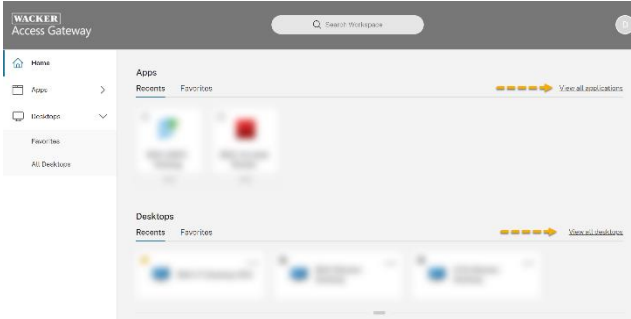 WACKER
Access Gateway
Search Workspace
D
Home
Apps
Desktops
Favorites
All Desktops
Apps
Recents Favorites
View all applications
Desktops
Recents Favorites
View all desktops